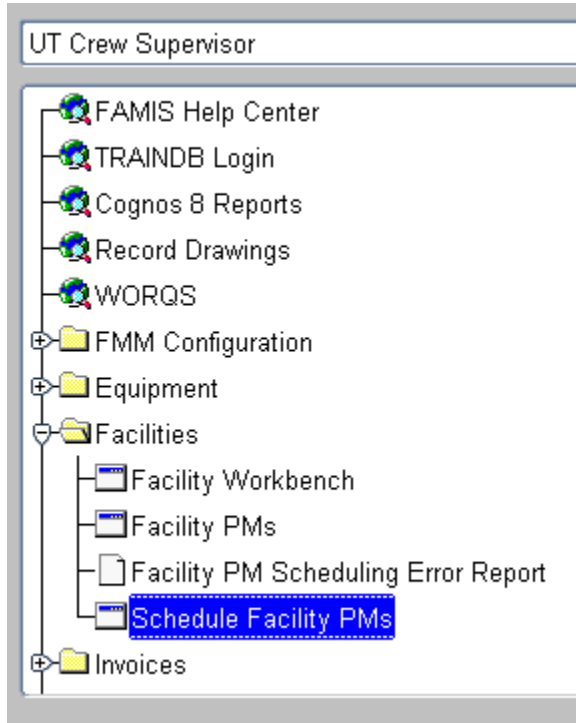 UT Crew Supervisor
FAMIS Help Center
TRAINDB Login
Cognos 8 Reports
Record Drawings
WORQS
FMM Configuration
Equipment
Facilities
Facility Workbench
Facility PMs
Facility PM Scheduling Error Report
Schedule Facility PMs
Invoices